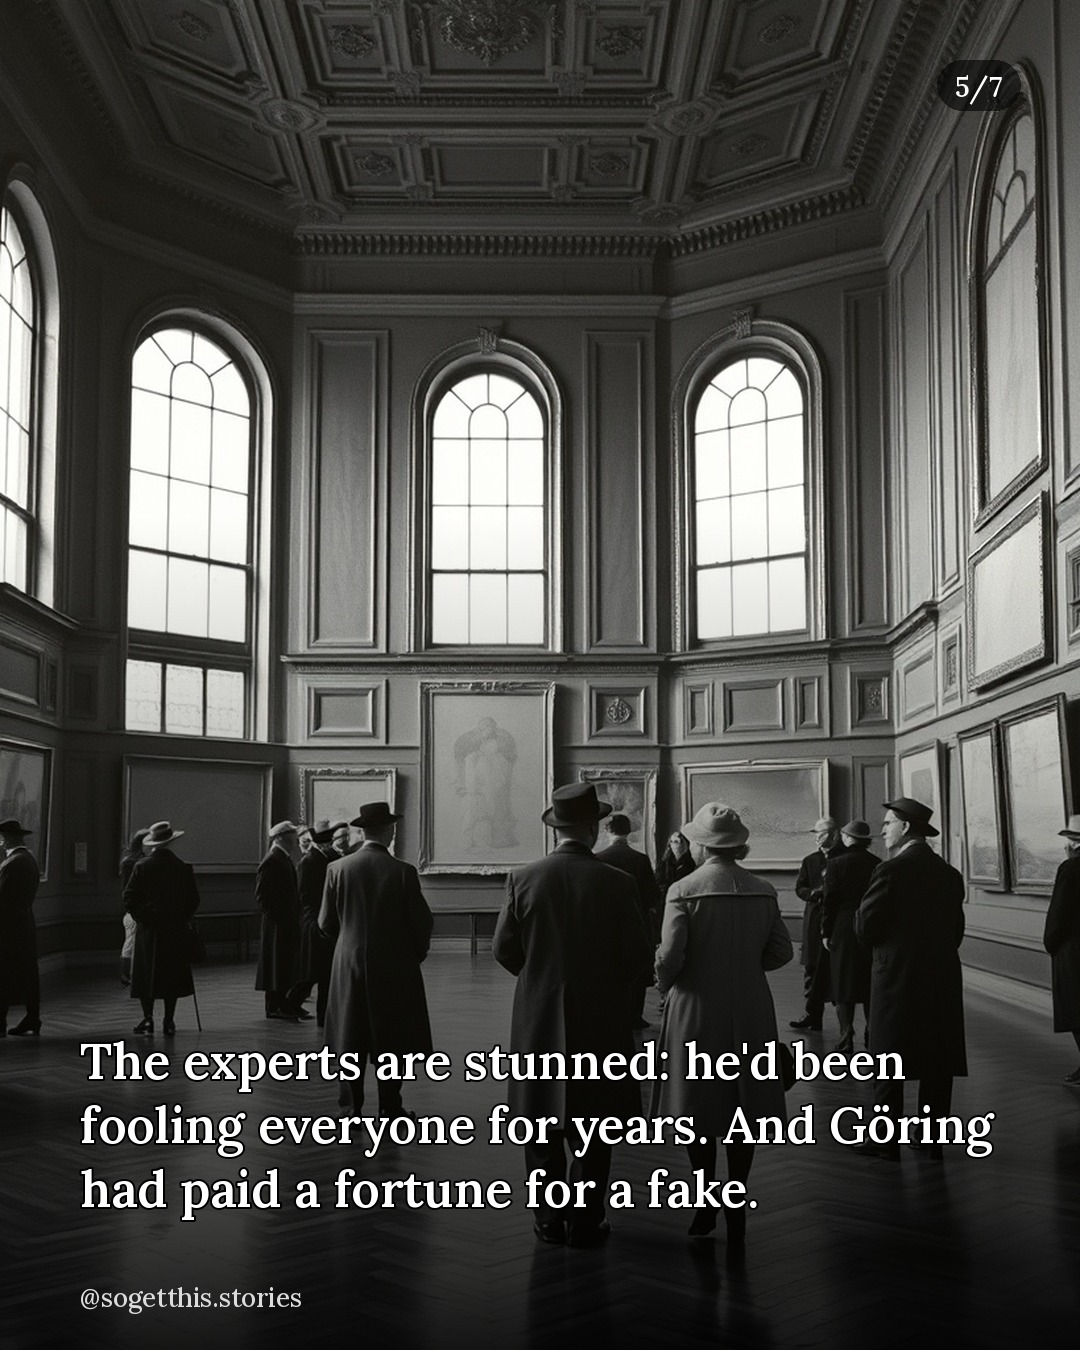 5/7
The experts are stunned: he'd been
fooling everyone for years. And Göring
had paid a fortune for a fake.
@sogetthis.stories